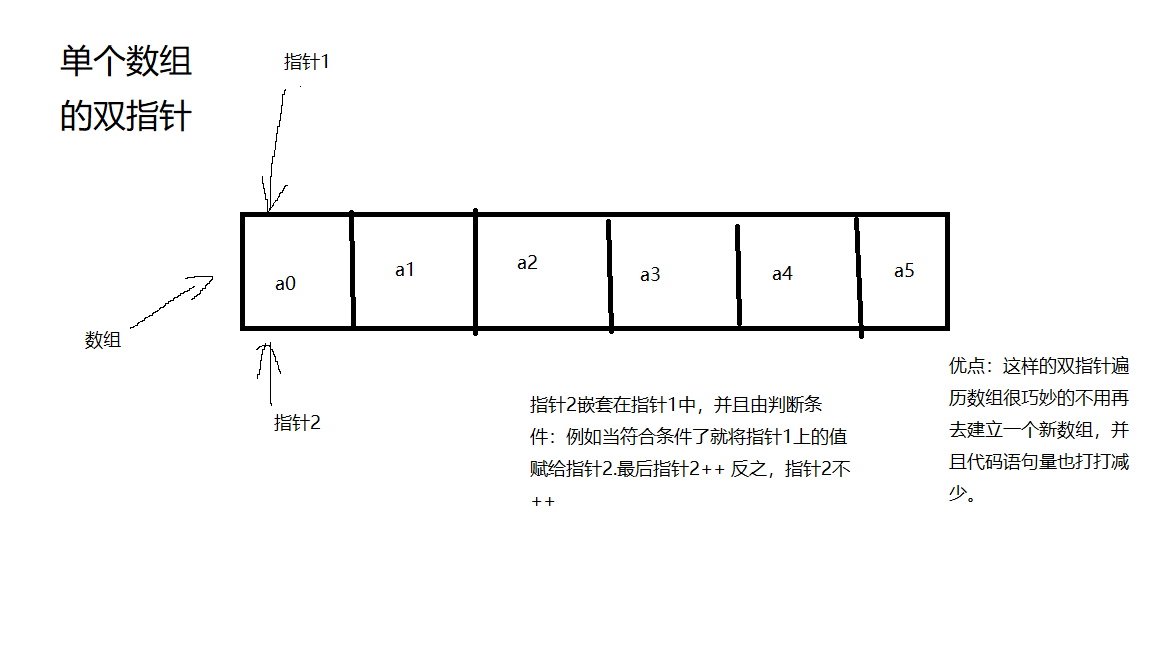 单个数组
的双指针
指针1
a0
a1
a2
a3
a4
a5
数组
指针2
指针2嵌套在指针1中，并且由判断条
件：例如当符合条件了就将指针1上的值
赋给指针2.最后指针2++ 反之，指针2不
++
优点：这样的双指针遍
历数组很巧妙的不用再
去建立一个新数组，并
且代码语句量也打打减
少。